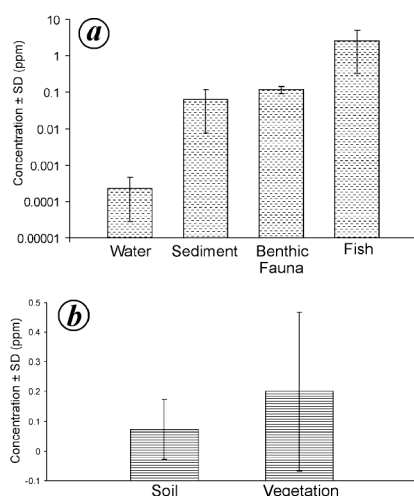 a
Concentration ± SD (ppm)
10
1
0.1
0.01
0.001
0.0001
0.00001
Water Sediment Benthic Fish
Fauna
b
Concentration ± SD (ppm)
0.5
0.4
0.3
0.2
0.1
0
-0.1
Soil Vegetation